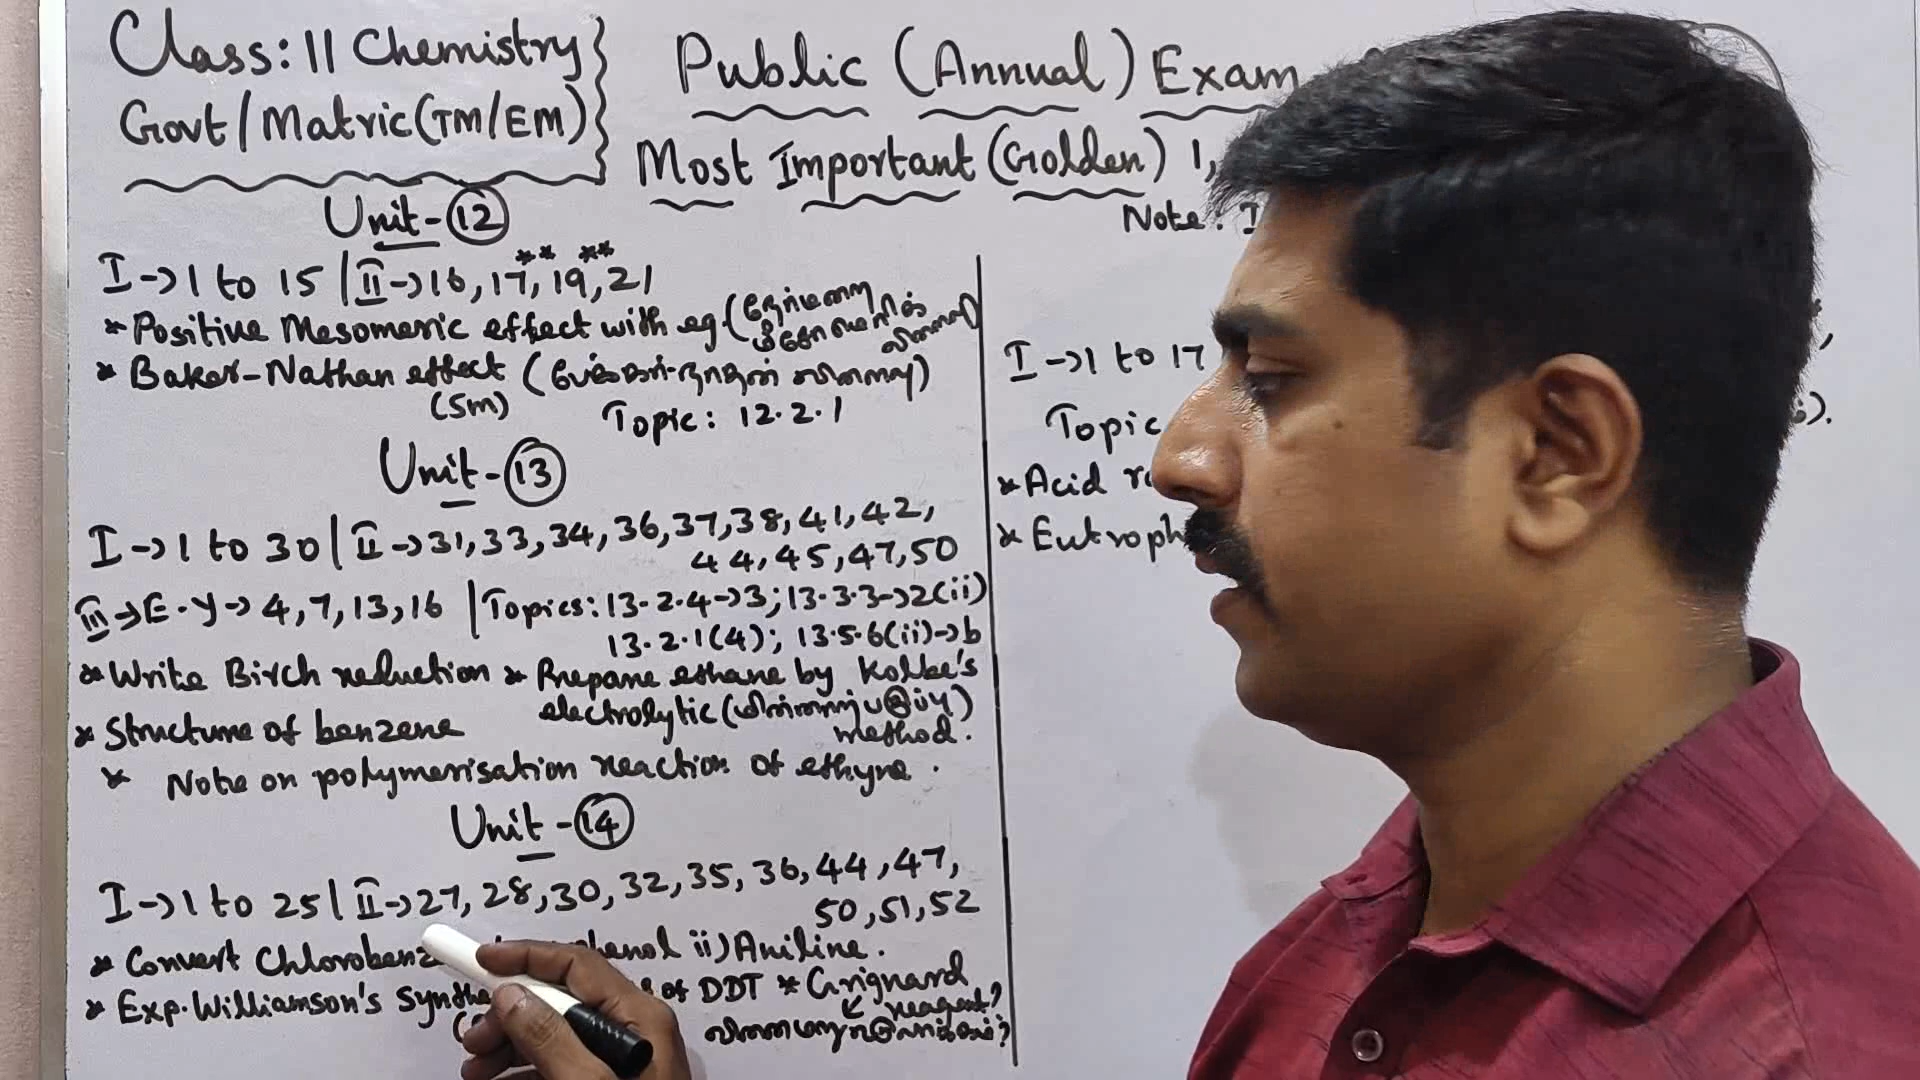 Class: 11 Chemistry
Govt/Matric(TM/EM)
Public (Annual) Exam
Most Important (Golden) 1,
Note: I
Unit-12
I→1 to 15 | II→16, 17**, 19**, 21
* Positive Mesomeric effect with eg. (நேர்மறை
மீசோமெரிக்
விளைவு)
* Baker-Nathan effect (பேக்கர்-நாதன் விளைவு)
(5m) Topic: 12.2.1
Unit-13
I→1 to 30 | II→31, 33, 34, 36, 37, 38, 41, 42,
44, 45, 47, 50
III→E.y→4, 7, 13, 16 | Topics: 13.2.4→3; 13.3.3→2(ii)
13.2.1(4); 13.5.6(ii)→b
* Write Birch reduction * Prepare ethane by Kolbe's
electrolytic (மின்னாற்பகுப்பு)
method.
* Structure of benzene
* Note on polymerisation reaction of ethyne.
Unit-14
I→1 to 25 | II→27, 28, 30, 32, 35, 36, 44, 47,
50, 51, 52
* Convert Chlorobenz phenol ii) Aniline.
* Exp. Williamson's Synthe of DDT * Grignard
reagent?
I→1 to 17
Topic
* Acid
* Eutroph